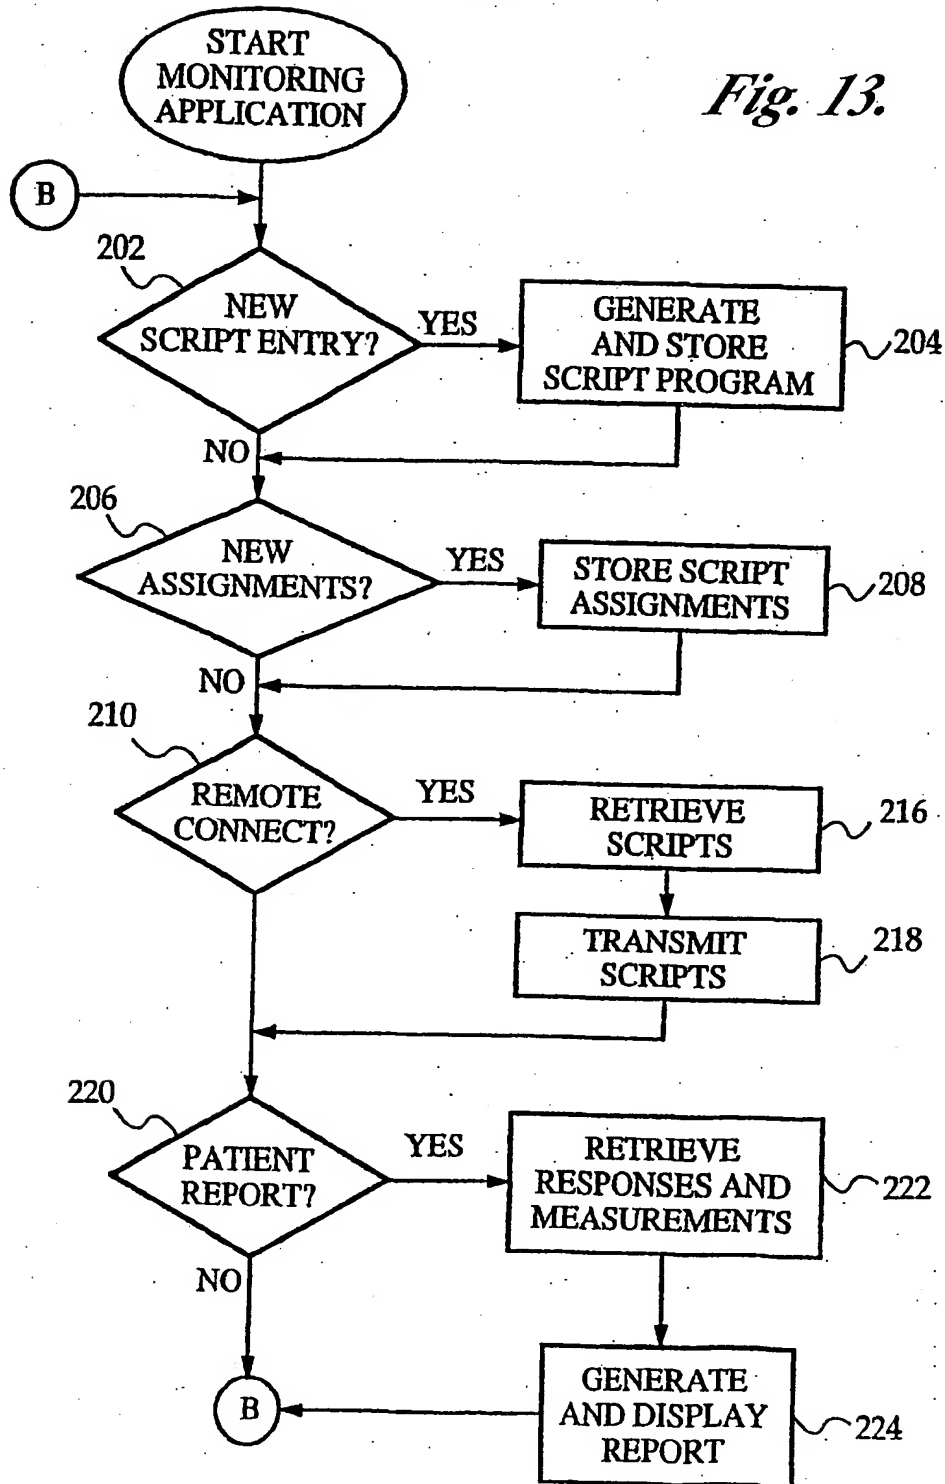 START
MONITORING
APPLICATION
Fig. 13.
B
202
NEW
SCRIPT ENTRY?
YES
GENERATE
AND STORE
SCRIPT PROGRAM
204
NO
206
NEW
ASSIGNMENTS?
YES
STORE SCRIPT
ASSIGNMENTS
208
NO
210
REMOTE
CONNECT?
YES
RETRIEVE
SCRIPTS
216
TRANSMIT
SCRIPTS
218
220
PATIENT
REPORT?
YES
RETRIEVE
RESPONSES AND
MEASUREMENTS
222
NO
B
GENERATE
AND DISPLAY
REPORT
224